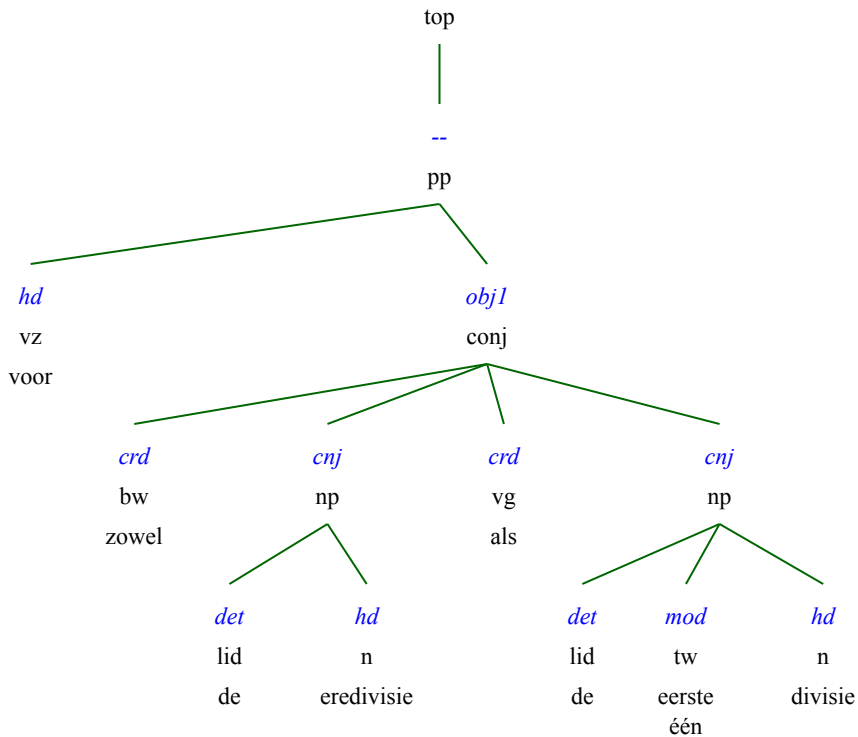 top
--
pp
hd obj1
vz conj
voor
crd cnj crd cnj
bw np vg np
zowel als
det hd det mod hd
lid n lid tw n
de eredivisie de eerste divisie
één